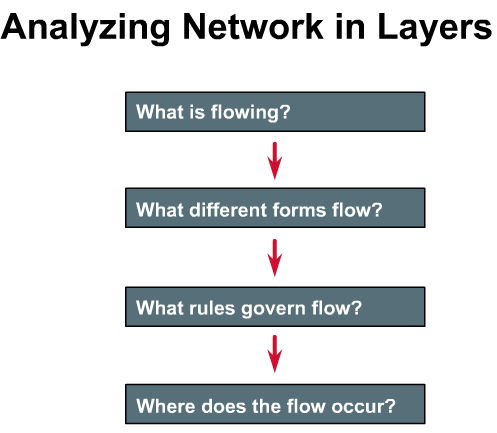 Analyzing Network in Layers
What is flowing?
What different forms flow?
What rules govern flow?
Where does the flow occur?